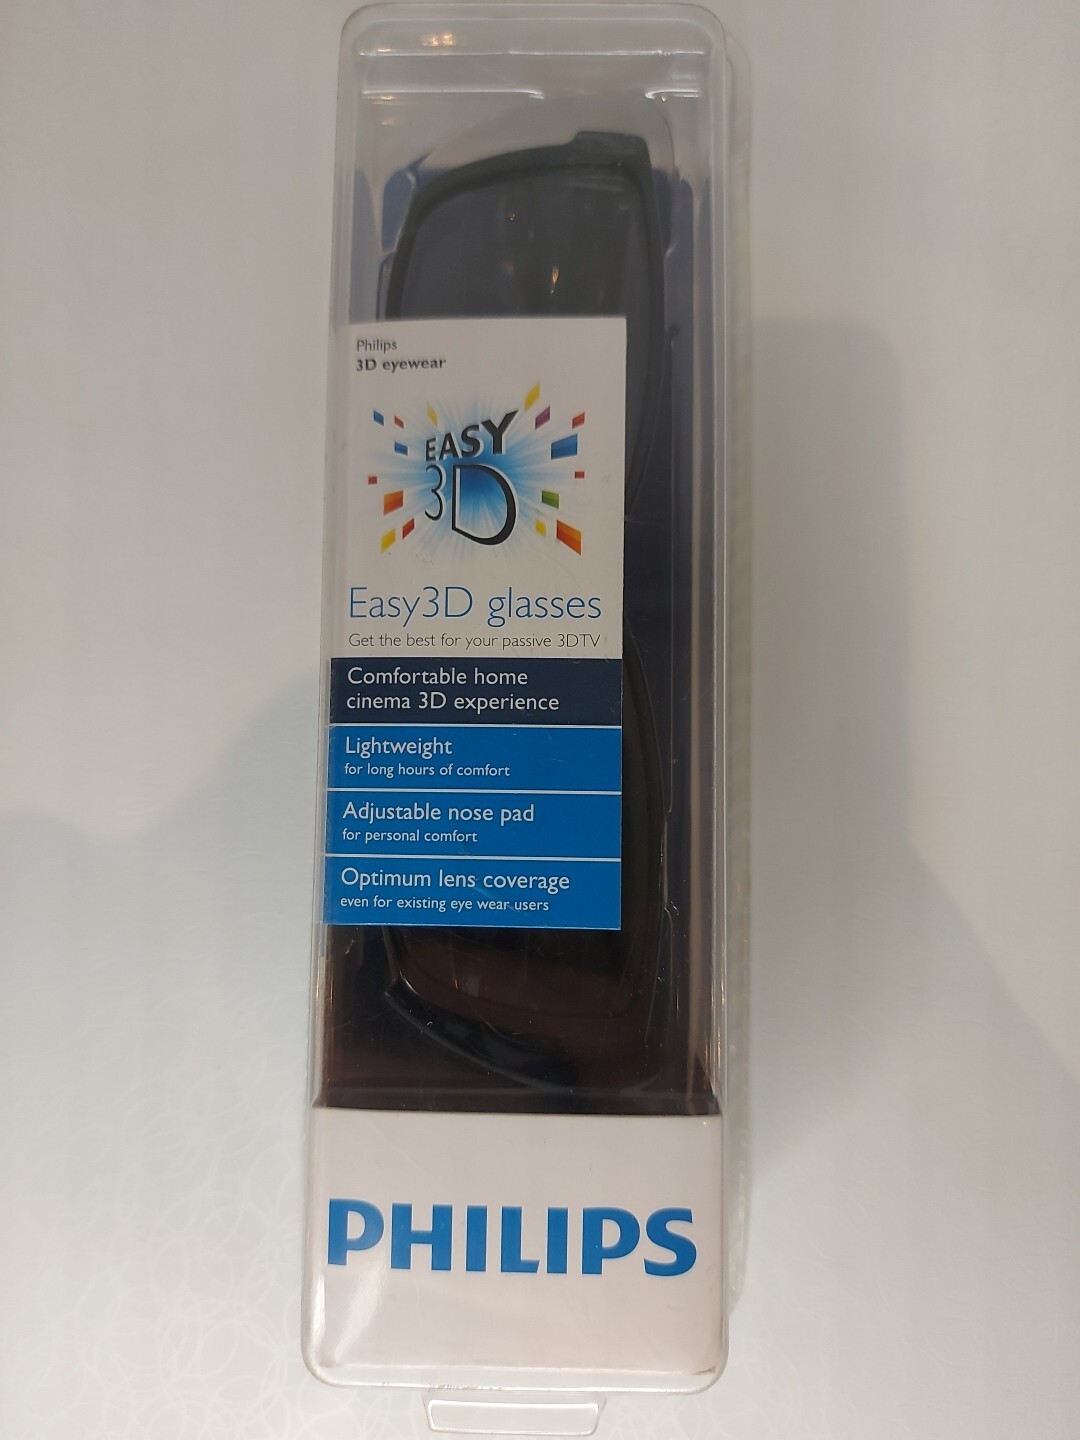 Philips
3D eyewear
EASY
3D
Easy3D glasses
Get the best for your passive 3DTV
Comfortable home
cinema 3D experience
Lightweight
for long hours of comfort
Adjustable nose pad
for personal comfort
Optimum lens coverage
even for existing eye wear users
PHILIPS